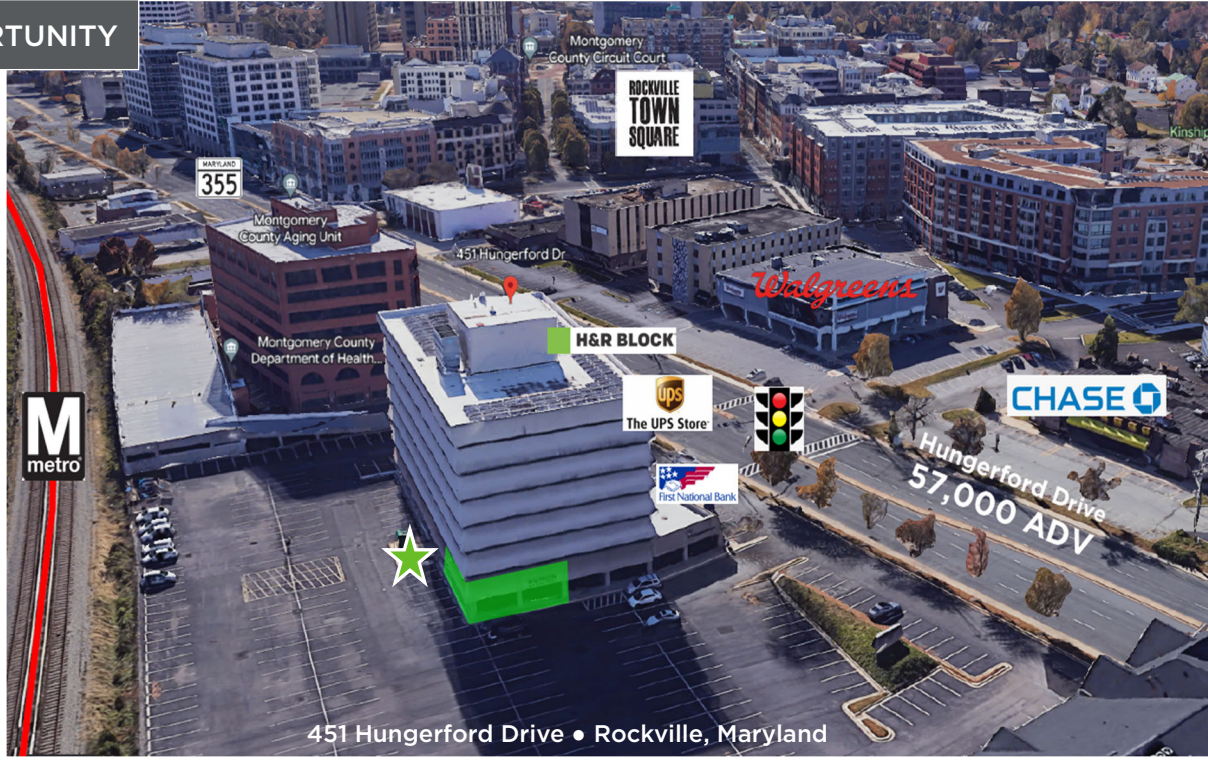 RTUNITY
Montgomery
County Circuit Court
ROCKVILLE
TOWN
SQUARE
Kinship
MARYLAND
355
Montgomery
County Aging Unit
451 Hungerford Dr
Walgreens
H&R BLOCK
Montgomery County
Department of Health...
ups
The UPS Store
CHASE
M
metro
First National Bank
Hungerford Drive
57,000 ADV
451 Hungerford Drive ● Rockville, Maryland